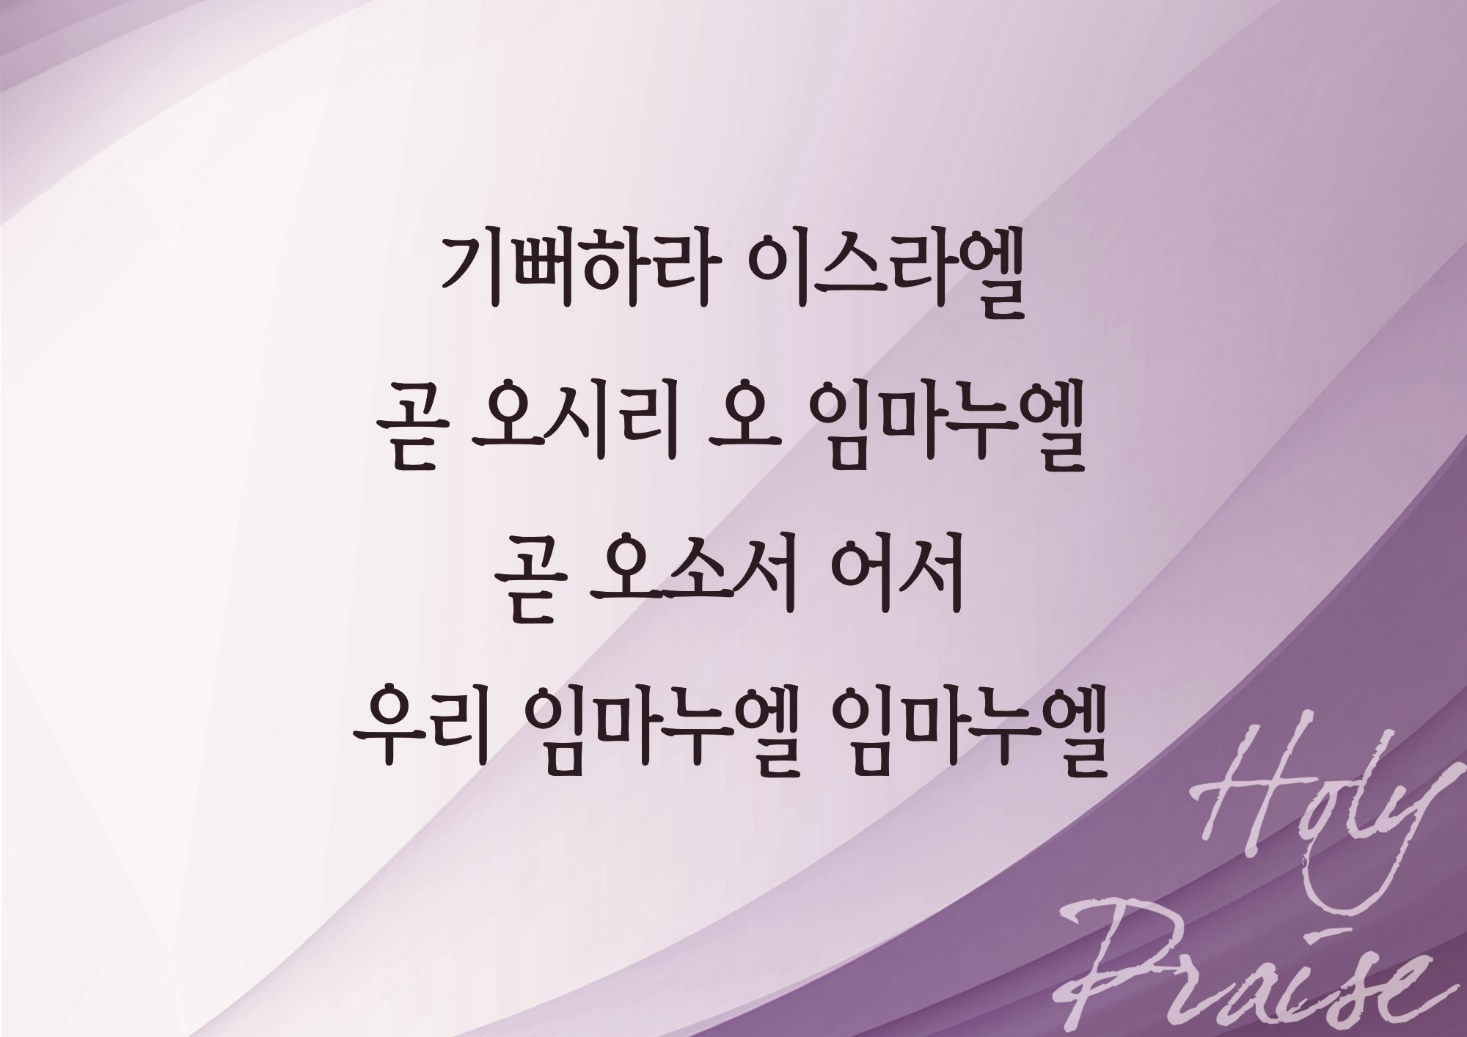 기뻐하라 이스라엘
곧 오시리 오 임마누엘
곧 오소서 어서
우리 임마누엘 임마누엘
Holy
Praise